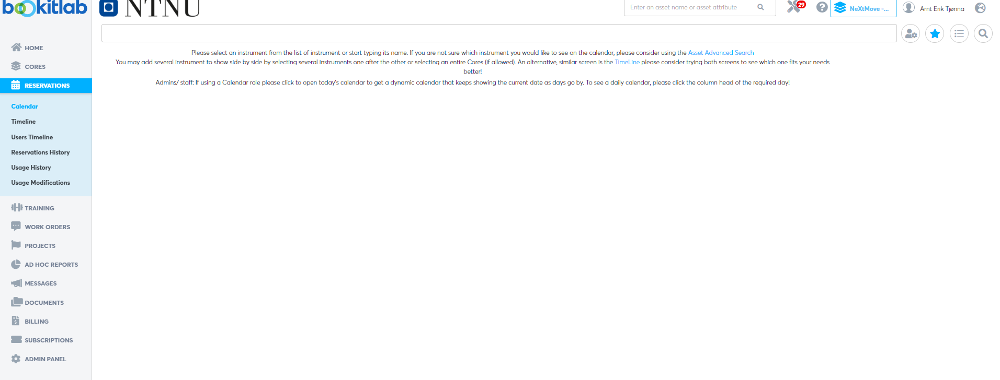 bookitlab
NTNU
Enter an asset name or asset attribute
29
?
NeXtMove -...
Arnt Erik Tjønna
HOME
CORES
RESERVATIONS
Calendar
Timeline
Users Timeline
Reservations History
Usage History
Usage Modifications
TRAINING
WORK ORDERS
PROJECTS
AD HOC REPORTS
MESSAGES
DOCUMENTS
BILLING
SUBSCRIPTIONS
ADMIN PANEL
Please select an instrument from the list of instrument or start typing its name. If you are not sure which instrument you would like to see on the calendar, please consider using the Asset Advanced Search
You may add several instrument to show side by side by selecting several instruments one after the other or selecting an entire Cores (if allowed). An alternative, similar screen is the TimeLine please consider trying both screens to see which one fits your needs
better!
Admins/ staff: If using a Calendar role please click to open today's calendar to get a dynamic calendar that keeps showing the current date as days go by. To see a daily calendar, please click the column head of the required day!